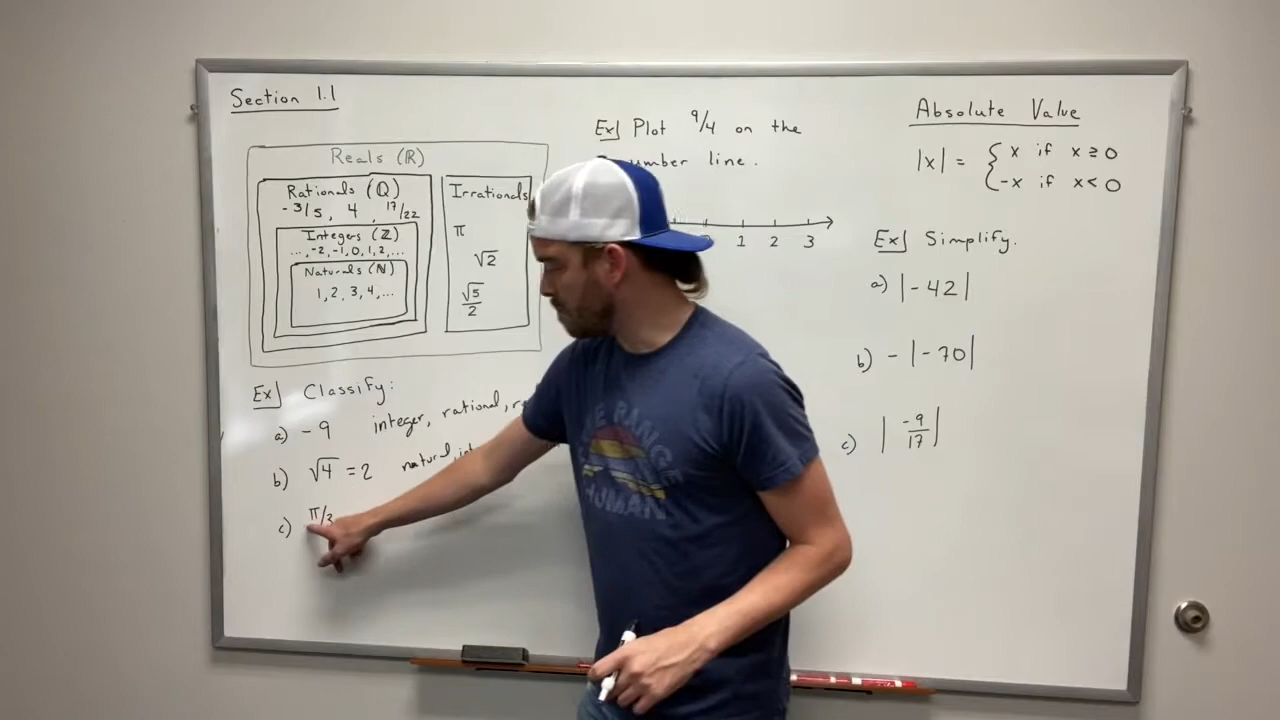 Section 1.1
Reals (ℝ)
Rationals (ℚ)
-3/5, 4, 17/22
Integers (ℤ)
..., -2, -1, 0, 1, 2, ...
Naturals (ℕ)
1, 2, 3, 4, ...
Irrationals
π
√2
√5/2
Ex] Classify:
a) -9 integer, rational,
b) √4 = 2 natural,
c)
Ex] Plot 9/4 on the
number line.
1 2 3
Absolute Value
|x| = { x if x ≥ 0
-x if x < 0
Ex] Simplify.
a) |-42|
b) -|-70|
c) |-9/17|
HUMAN